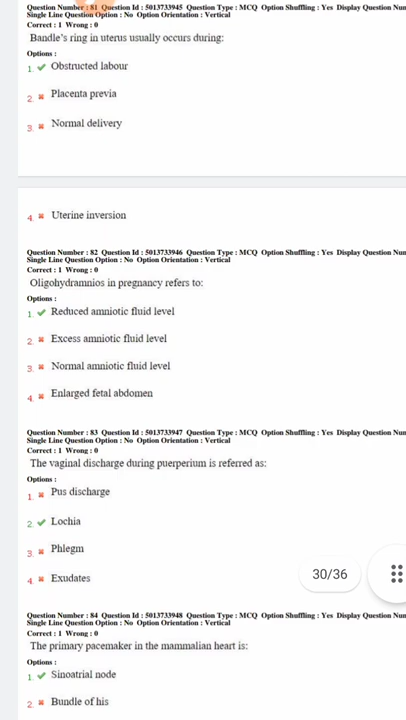 Question Number : 81 Question Id : 5013733945 Question Type : MCQ Option Shuffling : Yes Display Question Num
Single Line Question Option : No Option Orientation : Vertical
Correct : 1 Wrong : 0
Bandle's ring in uterus usually occurs during:
Options :
1. Obstructed labour
2. Placenta previa
3. Normal delivery
4. Uterine inversion
Question Number : 82 Question Id : 5013733946 Question Type : MCQ Option Shuffling : Yes Display Question Num
Single Line Question Option : No Option Orientation : Vertical
Correct : 1 Wrong : 0
Oligohydramnios in pregnancy refers to:
Options :
1. Reduced amniotic fluid level
2. Excess amniotic fluid level
3. Normal amniotic fluid level
4. Enlarged fetal abdomen
Question Number : 83 Question Id : 5013733947 Question Type : MCQ Option Shuffling : Yes Display Question Num
Single Line Question Option : No Option Orientation : Vertical
Correct : 1 Wrong : 0
The vaginal discharge during puerperium is referred as:
Options :
1. Pus discharge
2. Lochia
3. Phlegm
30/36
4. Exudates
Question Number : 84 Question Id : 5013733948 Question Type : MCQ Option Shuffling : Yes Display Question Num
Single Line Question Option : No Option Orientation : Vertical
Correct : 1 Wrong : 0
The primary pacemaker in the mammalian heart is:
Options :
1. Sinoatrial node
2. Bundle of his